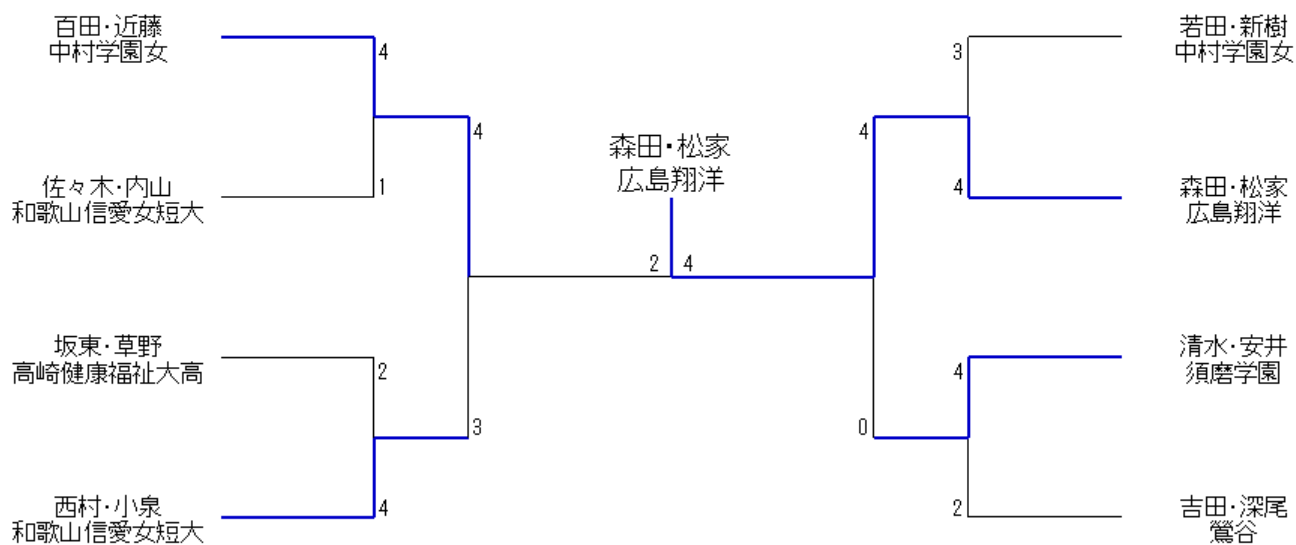 百田・近藤
中村学園女
4
佐々木・内山
和歌山信愛女短大
1
4
坂東・草野
高崎健康福祉大高
2
西村・小泉
和歌山信愛女短大
4
3
森田・松家
広島翔洋
2 4
若田・新樹
中村学園女
3
森田・松家
広島翔洋
4
4
清水・安井
須磨学園
4
吉田・深尾
鶯谷
2
0